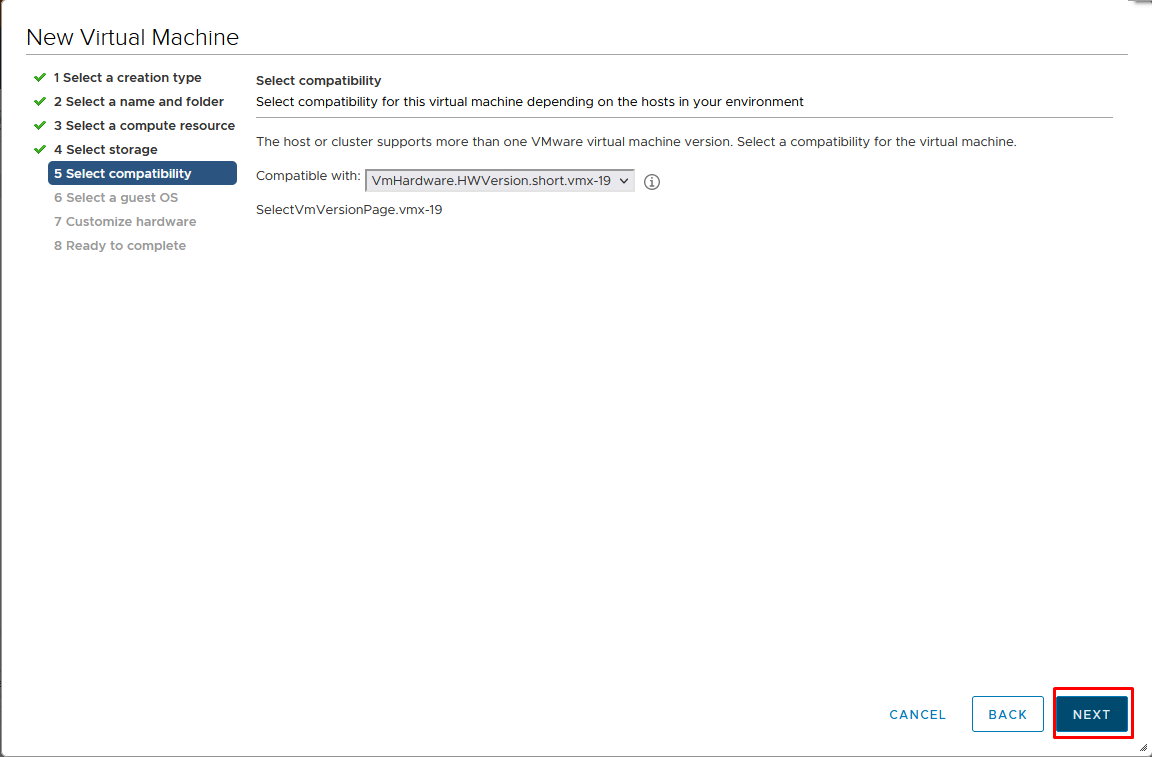 New Virtual Machine
1 Select a creation type
2 Select a name and folder
3 Select a compute resource
4 Select storage
5 Select compatibility
6 Select a guest OS
7 Customize hardware
8 Ready to complete
Select compatibility
Select compatibility for this virtual machine depending on the hosts in your environment
The host or cluster supports more than one VMware virtual machine version. Select a compatibility for the virtual machine.
Compatible with: VmHardware.HWVersion.short.vmx-19
SelectVmVersionPage.vmx-19
CANCEL BACK NEXT